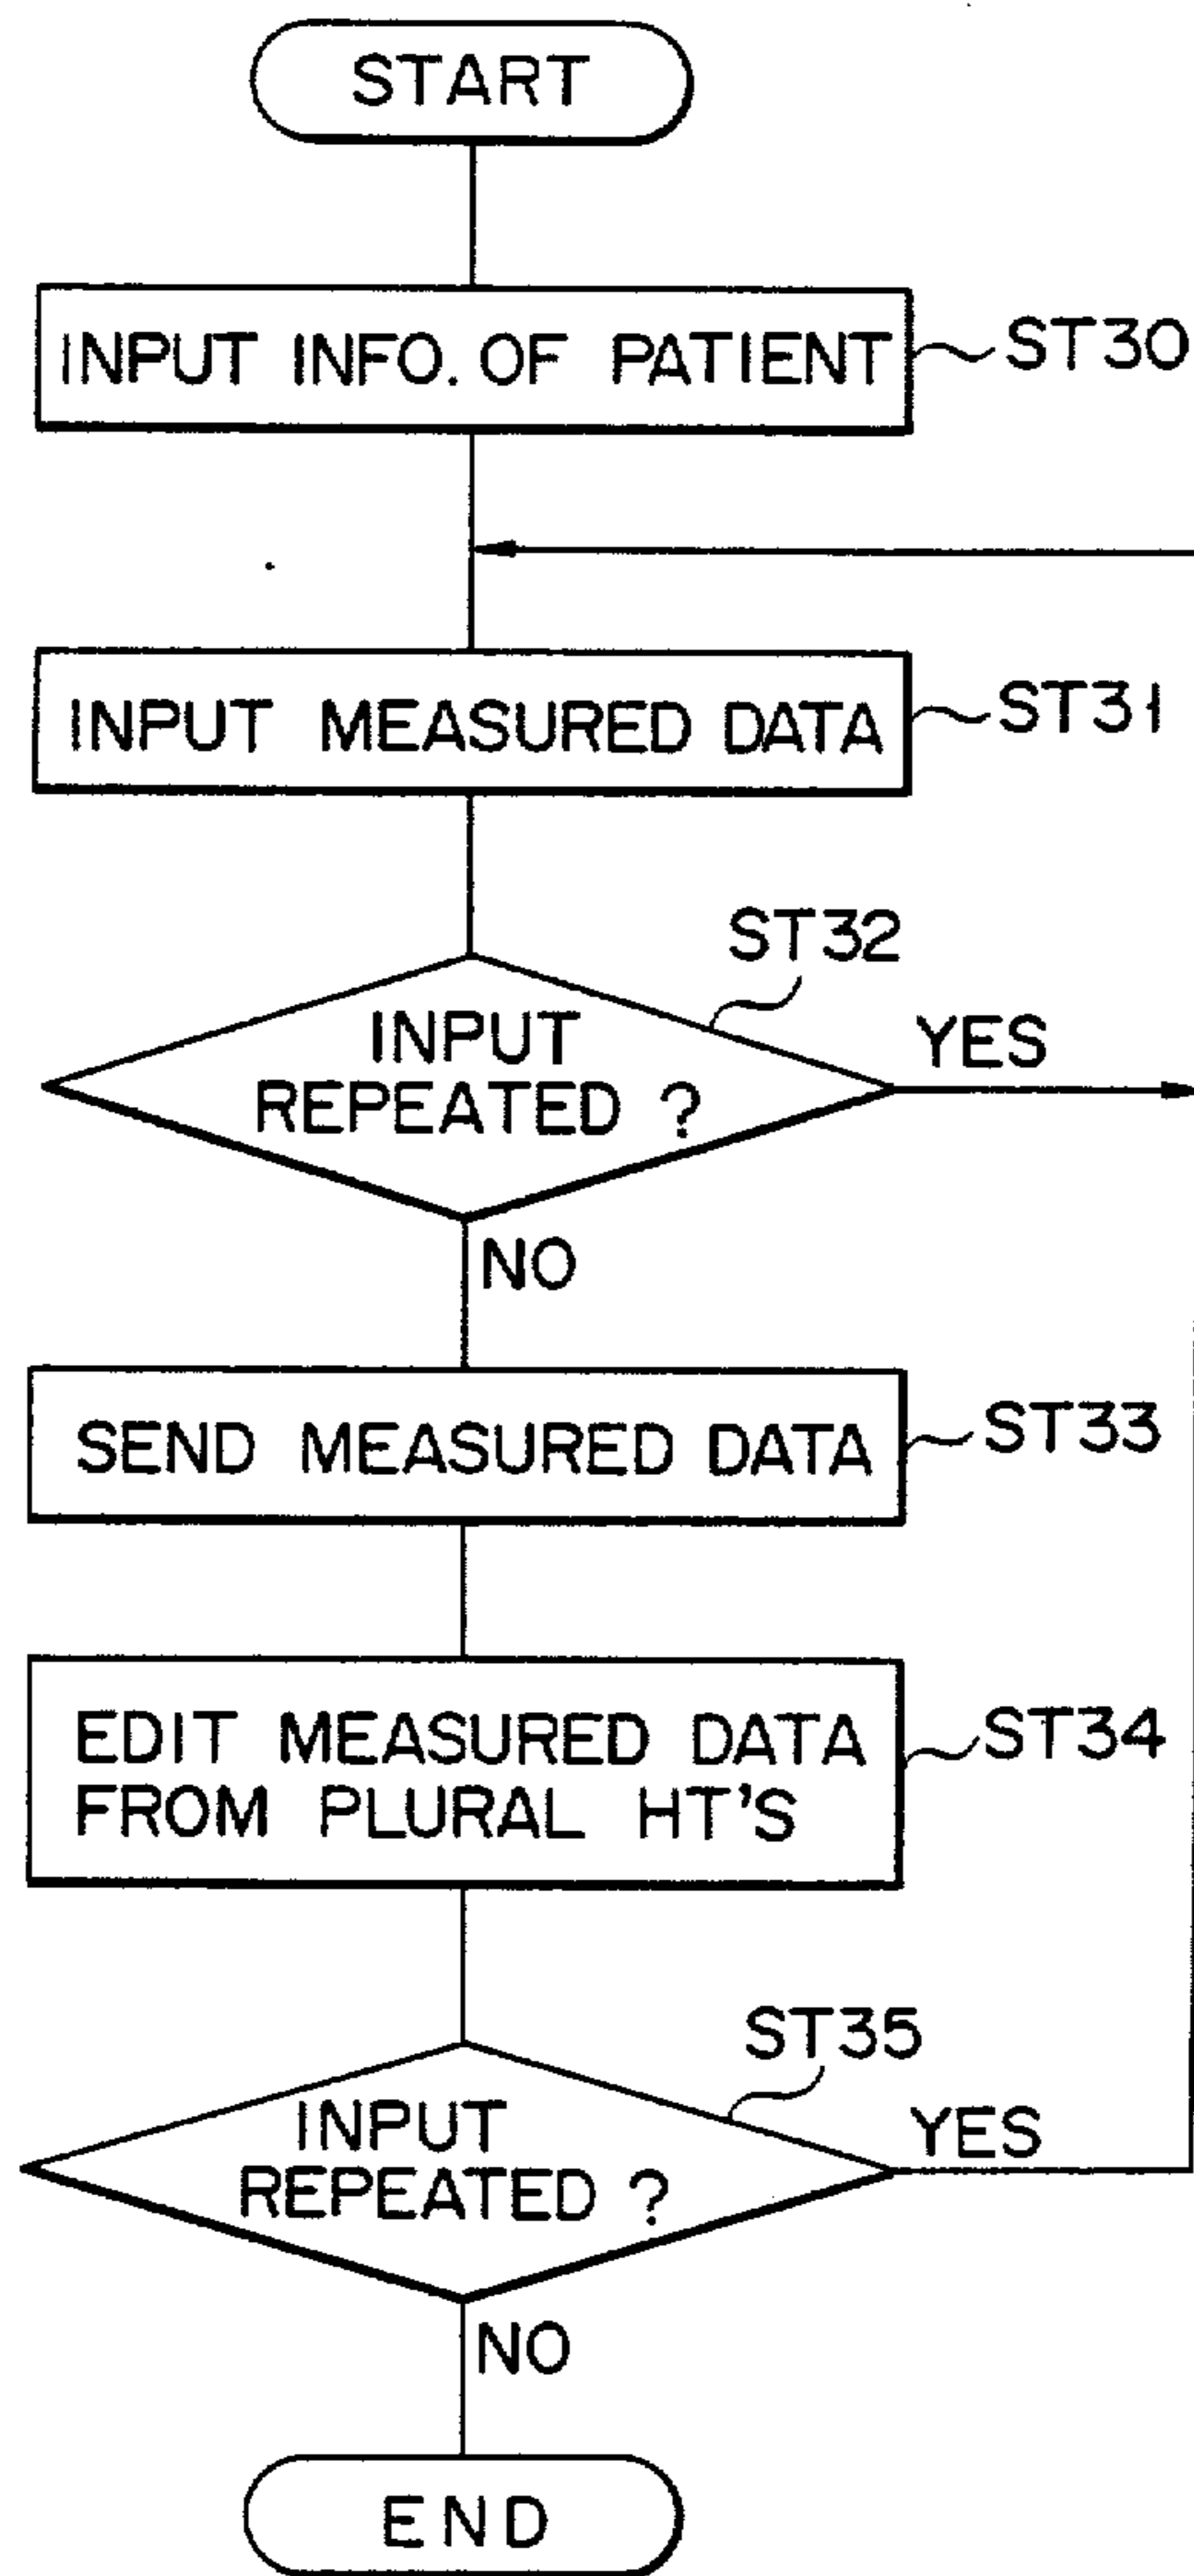 START
INPUT INFO. OF PATIENT
ST30
INPUT MEASURED DATA
ST31
ST32
INPUT
REPEATED ?
YES
NO
SEND MEASURED DATA
ST33
EDIT MEASURED DATA
FROM PLURAL HT'S
ST34
ST35
INPUT
REPEATED ?
YES
NO
END